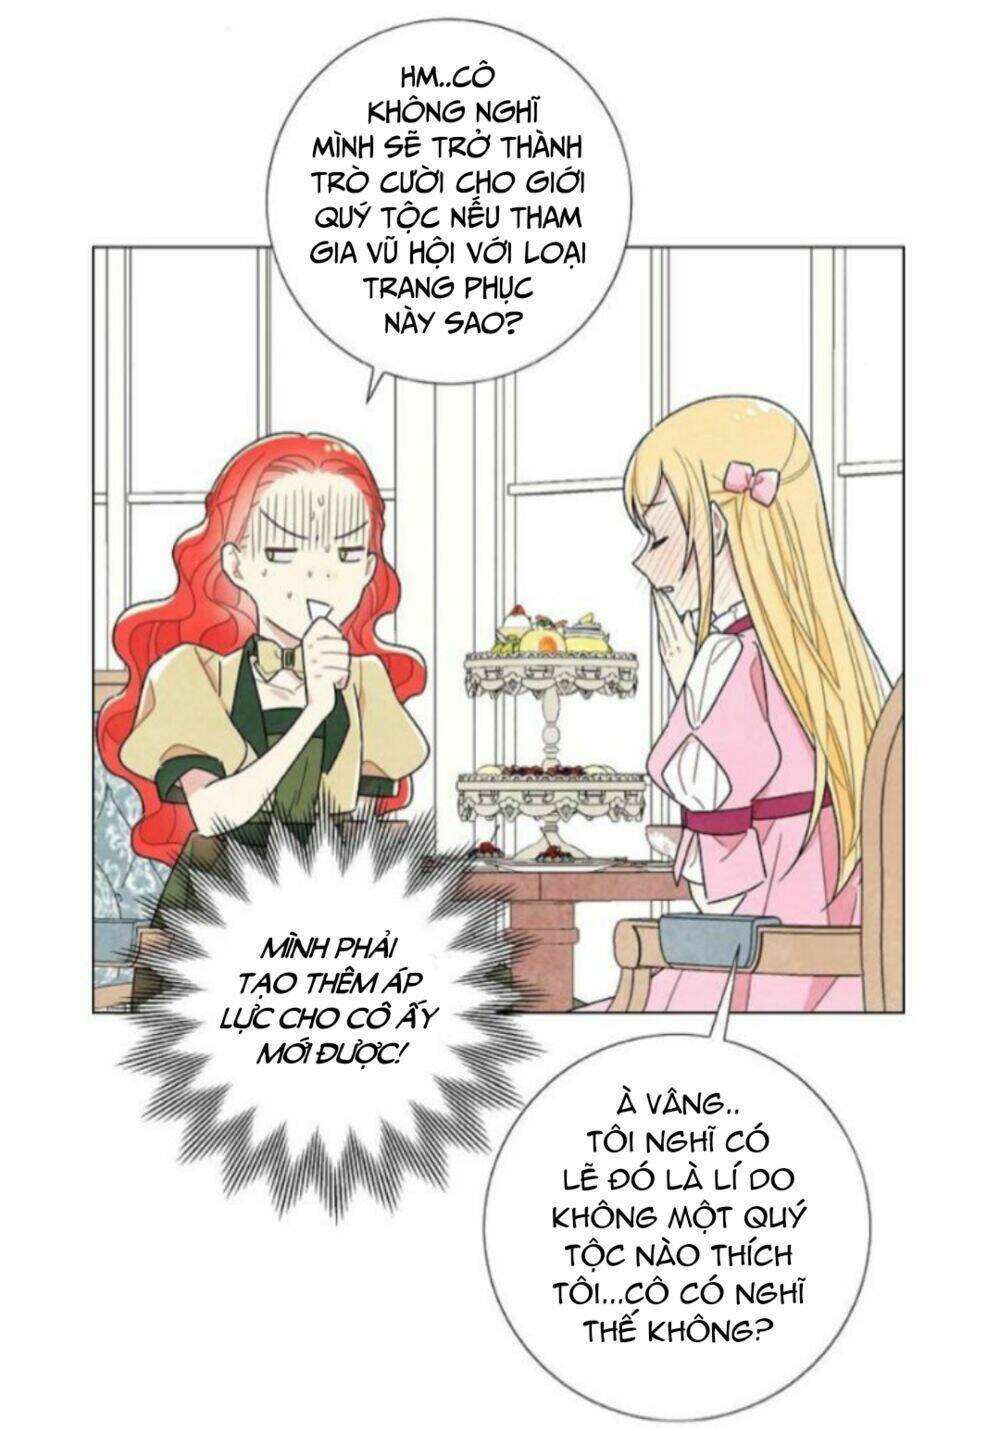 HM..CÔ
KHÔNG NGHĨ
MÌNH SẼ TRỞ THÀNH
TRÒ CƯỜI CHO GIỚI
QUÝ TỘC NẾU THAM
GIA VŨ HỘI VỚI LOẠI
TRANG PHỤC
NÀY SAO?
MÌNH PHẢI
TẠO THÊM ÁP
LỰC CHO CÔ ẤY
MỚI ĐƯỢC!
À VÂNG..
TÔI NGHĨ CÓ
LẼ ĐÓ LÀ LÍ DO
KHÔNG MỘT QUÝ
TỘC NÀO THÍCH
TÔI...CÔ CÓ NGHĨ
THẾ KHÔNG?